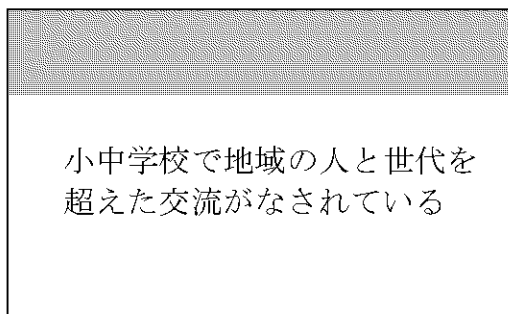 小中学校で地域の人と世代を
超えた交流がなされている